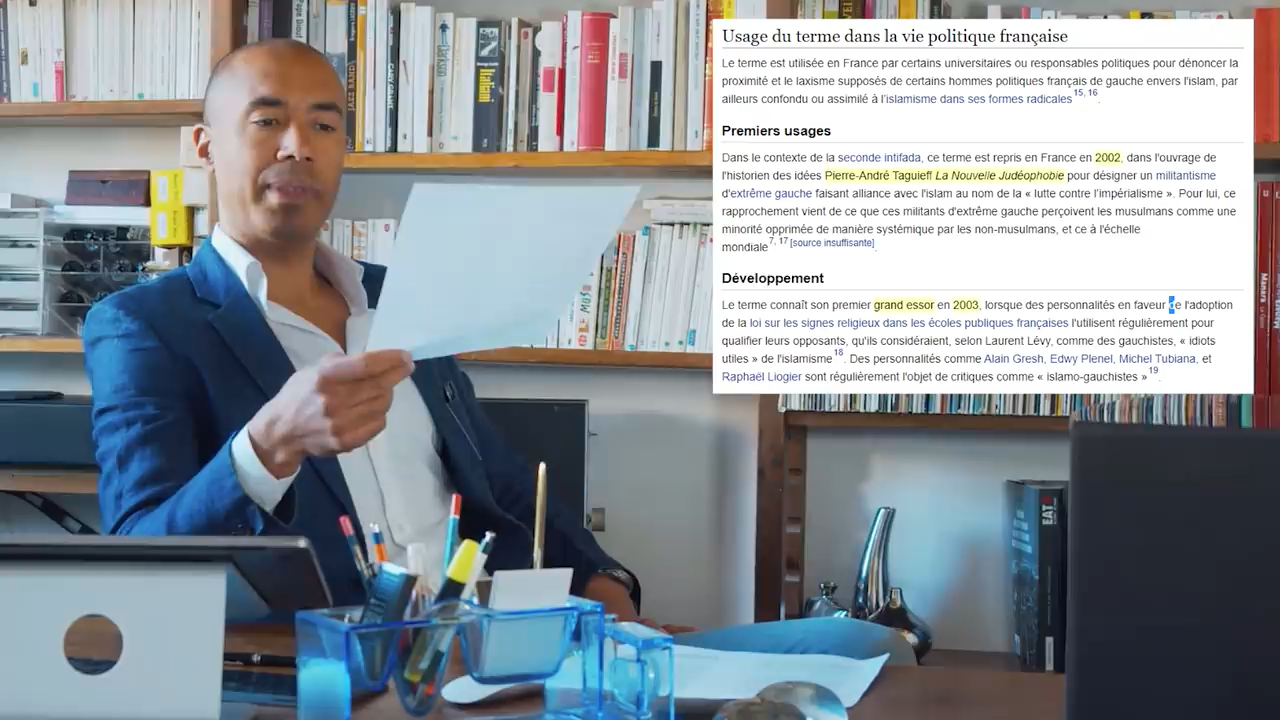 Usage du terme dans la vie politique française
Le terme est utilisée en France par certains universitaires ou responsables politiques pour dénoncer la
proximité et le laxisme supposés de certains hommes politiques français de gauche envers l'islam, par
ailleurs confondu ou assimilé à l'islamisme dans ses formes radicales15, 16.
Premiers usages
Dans le contexte de la seconde intifada, ce terme est repris en France en 2002, dans l'ouvrage de
l'historien des idées Pierre-André Taguieff La Nouvelle Judéophobie pour désigner un militantisme
d'extrême gauche faisant alliance avec l'islam au nom de la « lutte contre l'impérialisme ». Pour lui, ce
rapprochement vient de ce que ces militants d'extrême gauche perçoivent les musulmans comme une
minorité opprimée de manière systémique par les non-musulmans, et ce à l'échelle
mondiale7, 17 [source insuffisante].
Développement
Le terme connaît son premier grand essor en 2003, lorsque des personnalités en faveur de l'adoption
de la loi sur les signes religieux dans les écoles publiques françaises l'utilisent régulièrement pour
qualifier leurs opposants, qu'ils considéraient, selon Laurent Lévy, comme des gauchistes, « idiots
utiles » de l'islamisme18. Des personnalités comme Alain Gresh, Edwy Plenel, Michel Tubiana, et
Raphaël Liogier sont régulièrement l'objet de critiques comme « islamo-gauchistes »19.
EAT